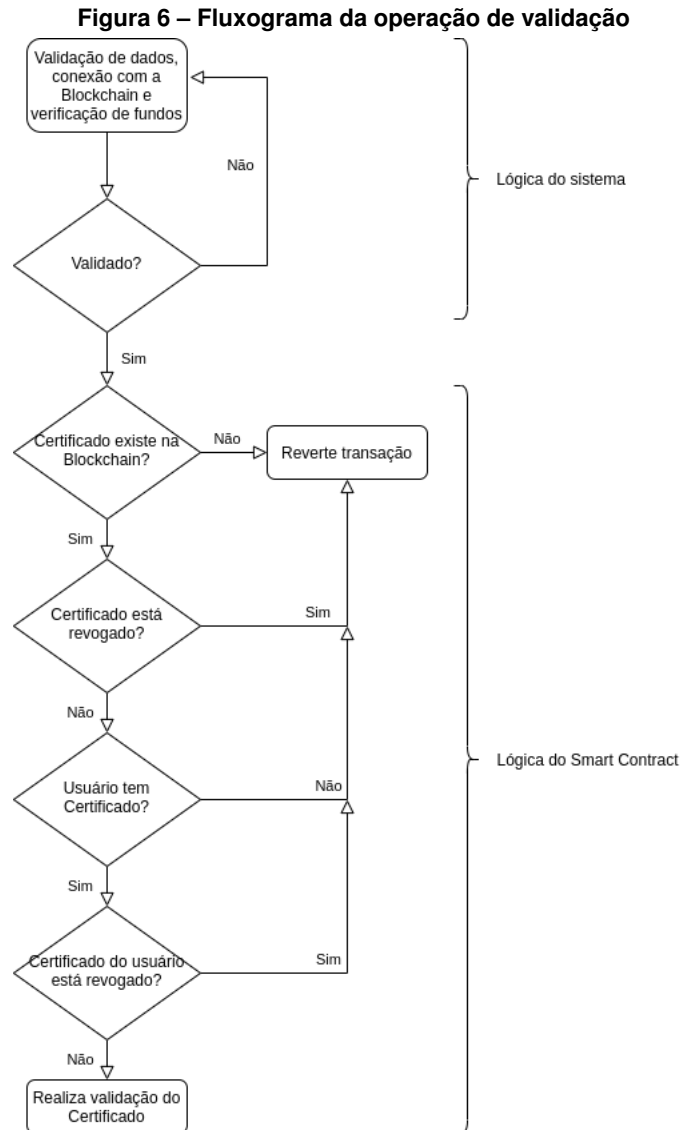 Figura 6 – Fluxograma da operação de validação
Validação de dados,
conexão com a
Blockchain e
verificação de fundos
Não
Lógica do sistema
Validado?
Sim
Certificado existe na
Blockchain?
Não
Reverte transação
Sim
Certificado está
revogado?
Sim
Não
Usuário tem
Certificado?
Não
Lógica do Smart Contract
Sim
Certificado do usuário
está revogado?
Sim
Não
Realiza validação do
Certificado